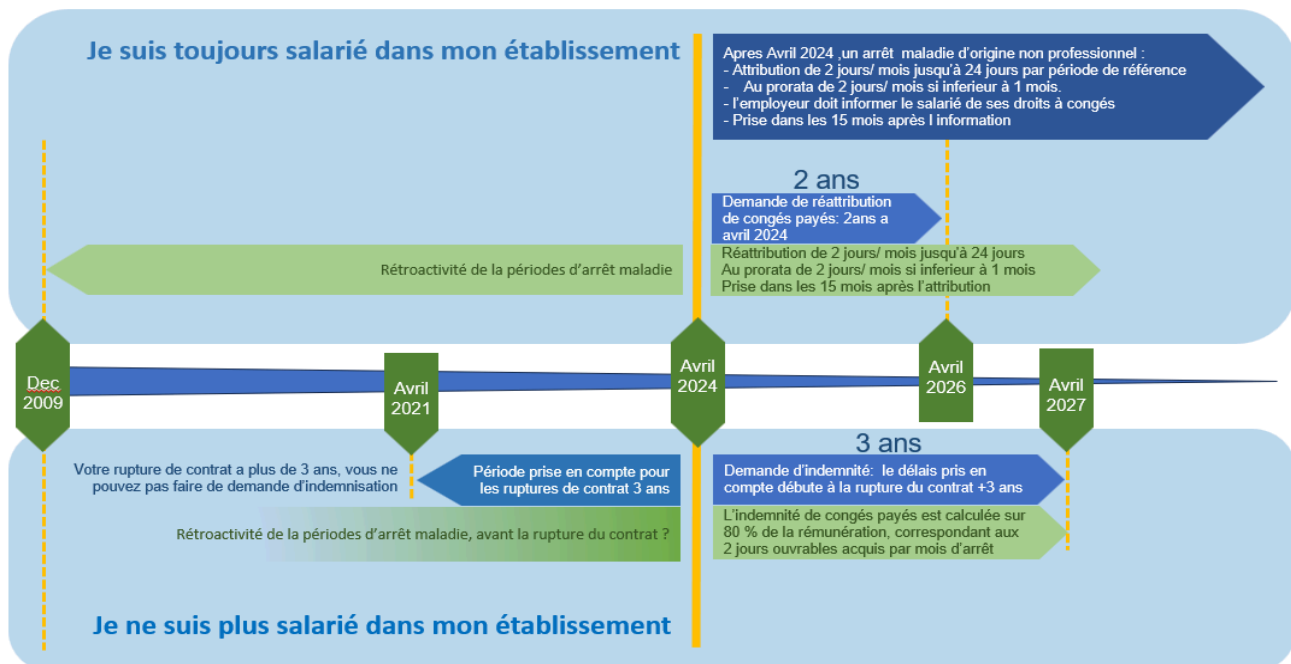 Je suis toujours salarié dans mon établissement
Apres Avril 2024 ,un arrêt maladie d'origine non professionnel :
- Attribution de 2 jours/ mois jusqu'à 24 jours par période de référence
- Au prorata de 2 jours/ mois si inferieur à 1 mois.
- l'employeur doit informer le salarié de ses droits à congés
- Prise dans les 15 mois après l information
2 ans
Demande de réattribution
de congés payés: 2ans a
avril 2024
Rétroactivité de la périodes d'arrêt maladie
Réattribution de 2 jours/ mois jusqu'à 24 jours
Au prorata de 2 jours/ mois si inferieur à 1 mois
Prise dans les 15 mois après l'attribution
Dec
2009
Avril
2021
Avril
2024
Avril
2026
Avril
2027
3 ans
Votre rupture de contrat a plus de 3 ans, vous ne
pouvez pas faire de demande d'indemnisation
Période prise en compte pour
les ruptures de contrat 3 ans
Demande d'indemnité: le délais pris en
compte débute à la rupture du contrat +3 ans
Rétroactivité de la périodes d'arrêt maladie, avant la rupture du contrat ?
L'indemnité de congés payés est calculée sur
80 % de la rémunération, correspondant aux
2 jours ouvrables acquis par mois d'arrêt
Je ne suis plus salarié dans mon établissement